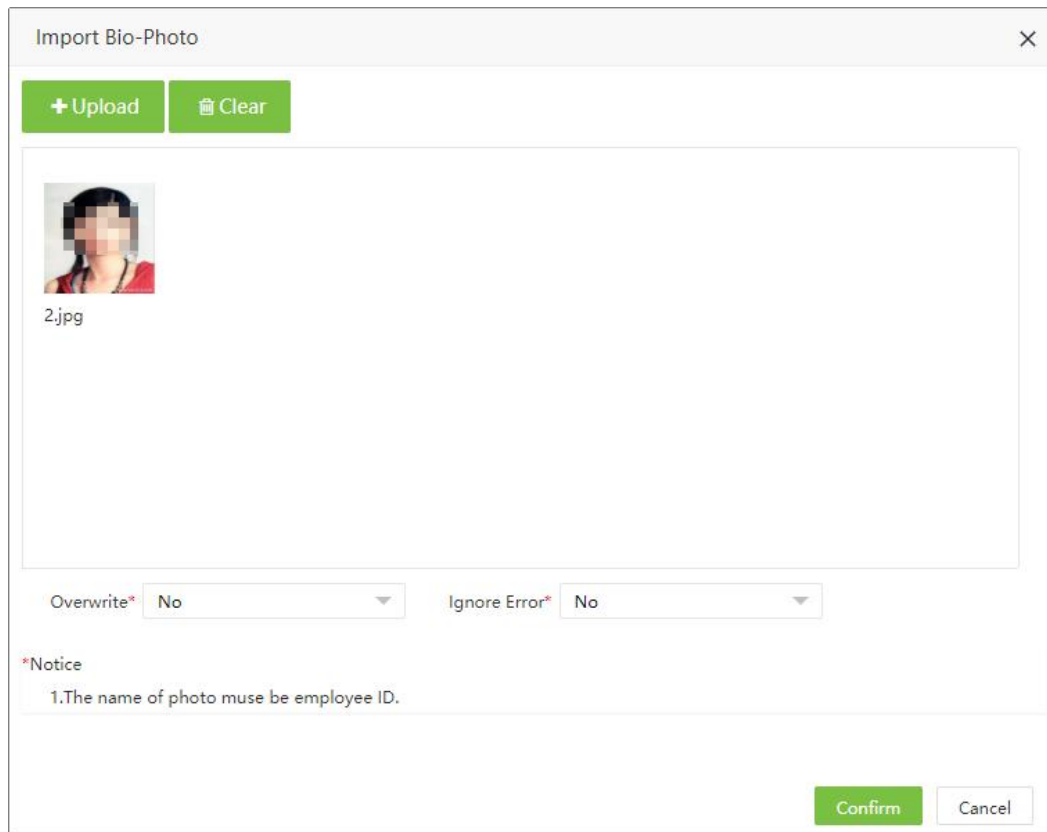 Import Bio-Photo
Upload Clear
2.jpg
Overwrite* No Ignore Error* No
*Notice
1.The name of photo muse be employee ID.
Confirm Cancel